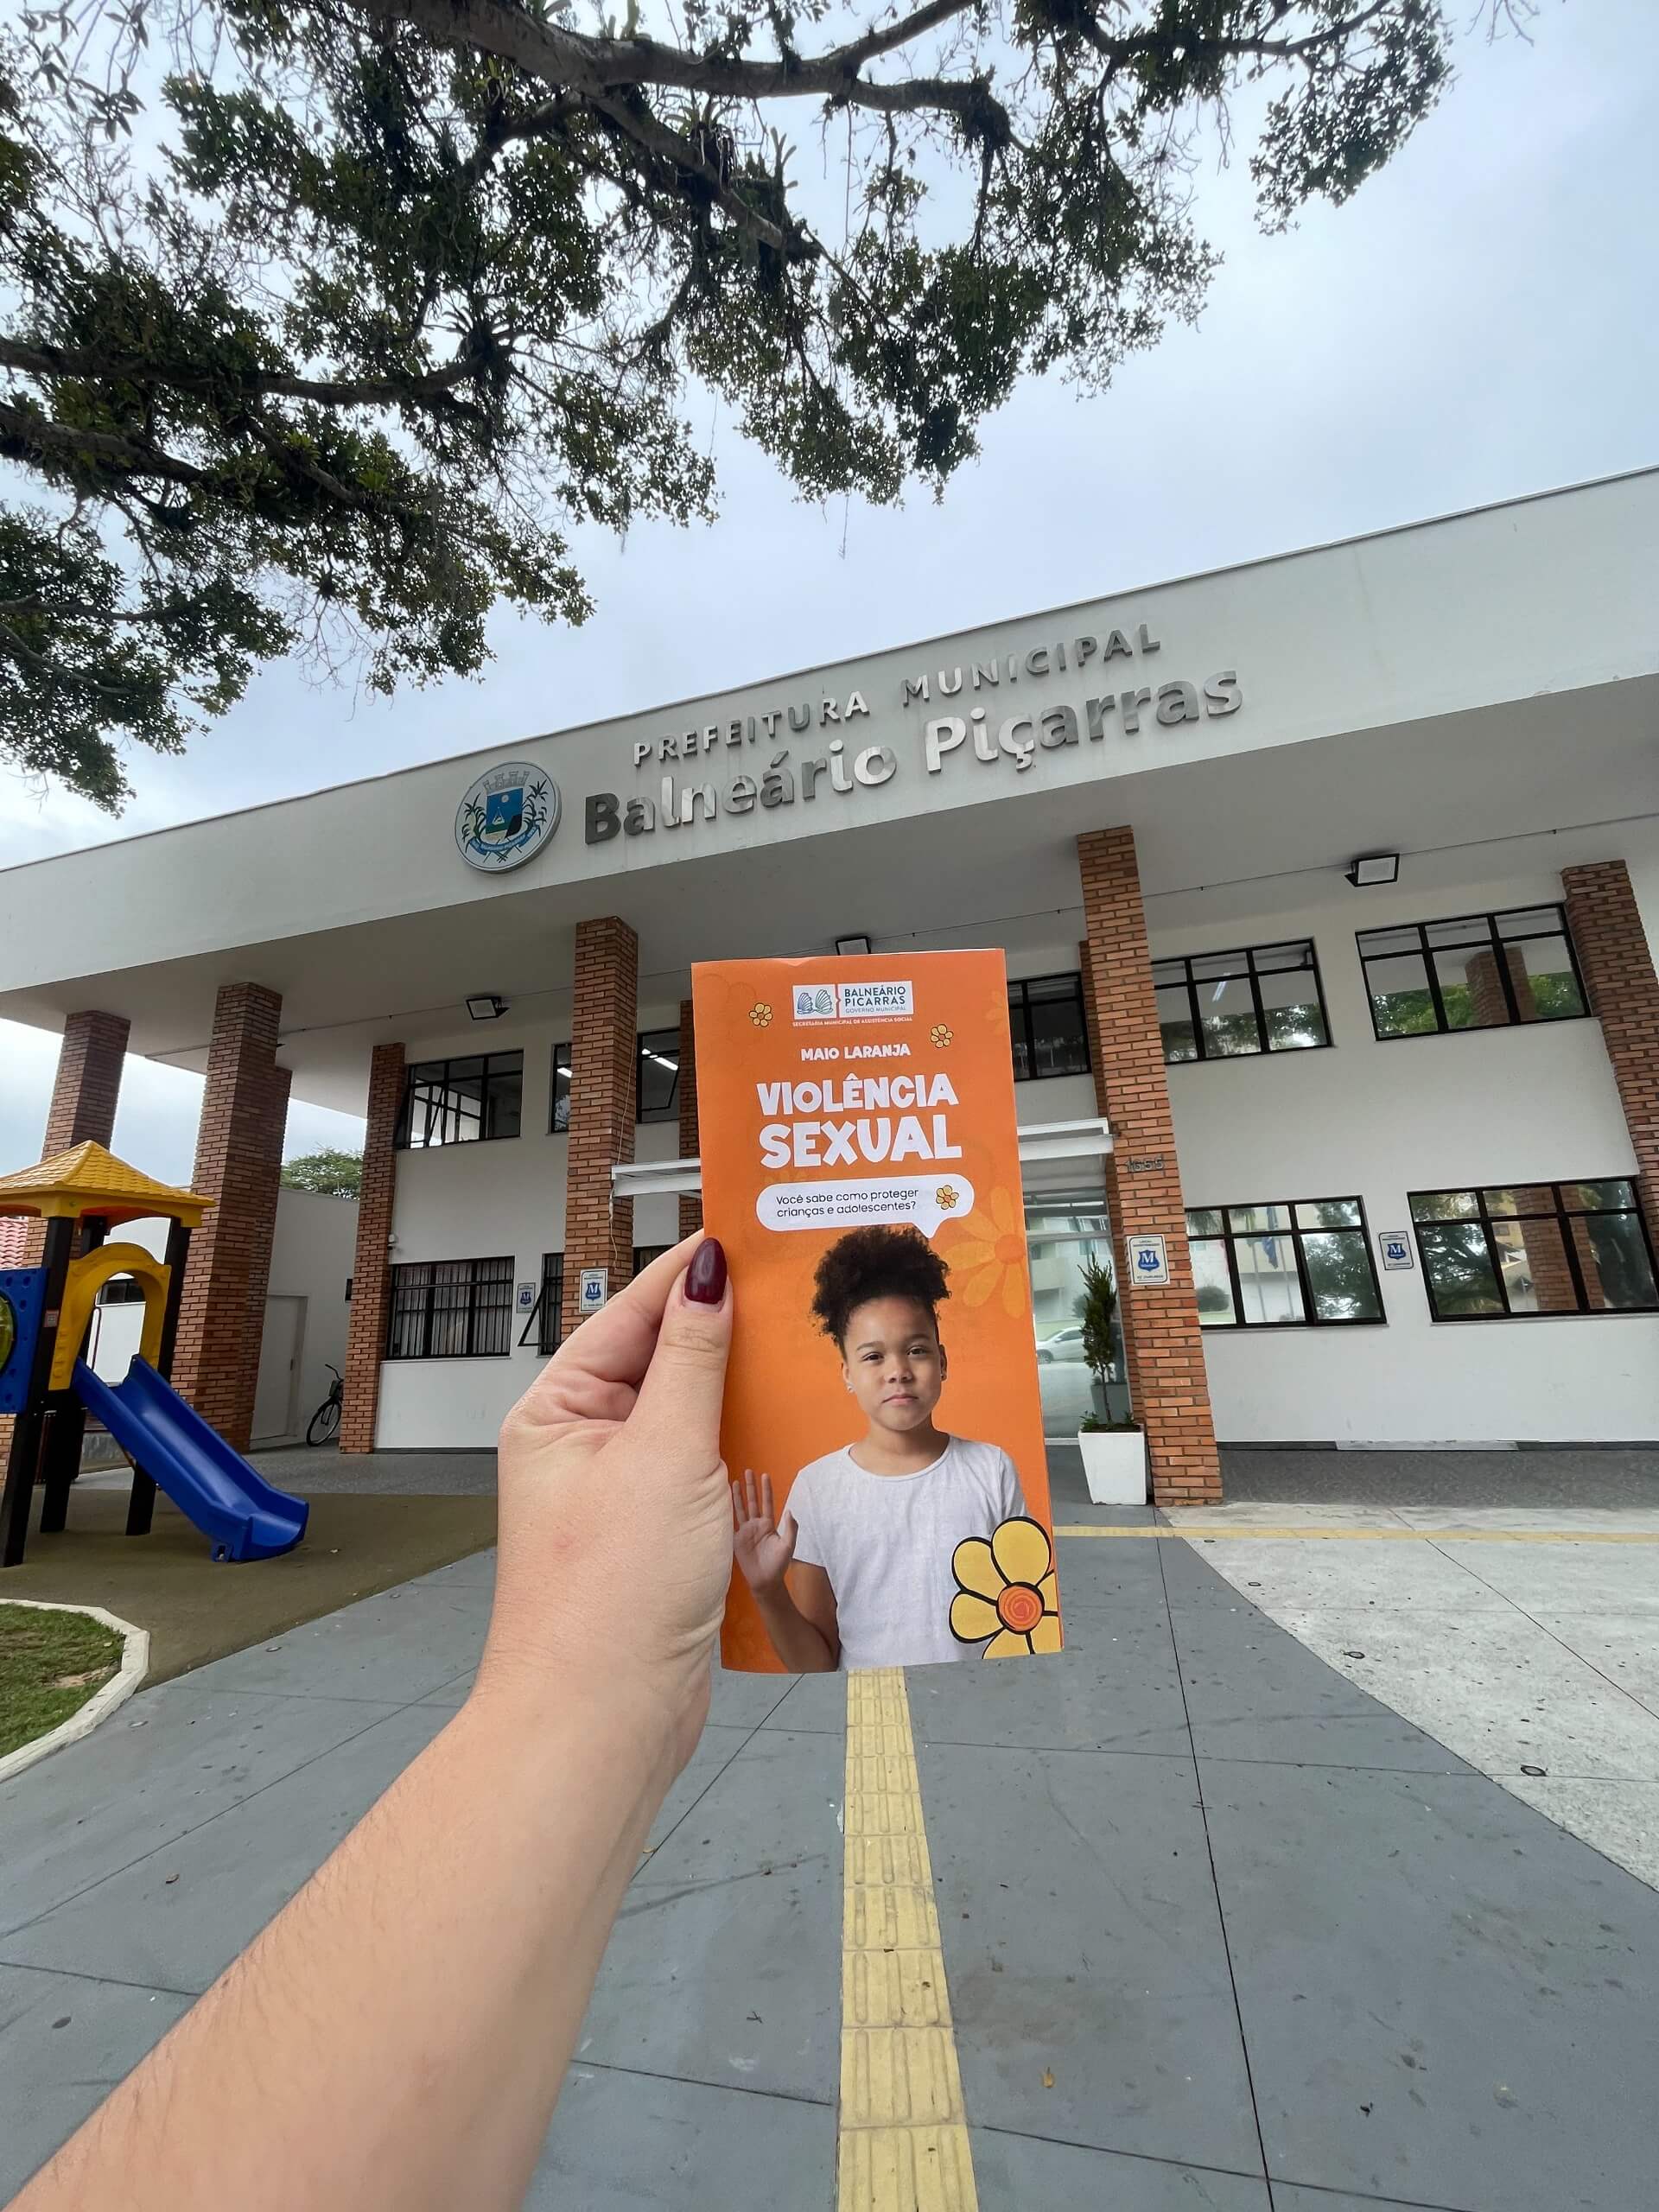 PREFEITURA MUNICIPAL
Balneário Piçarras
BALNEÁRIO
PIÇARRAS
GOVERNO MUNICIPAL
SECRETARIA MUNICIPAL DE ASSISTÊNCIA SOCIAL
MAIO LARANJA
VIOLÊNCIA
SEXUAL
Você sabe como proteger
crianças e adolescentes?
1655
M
M